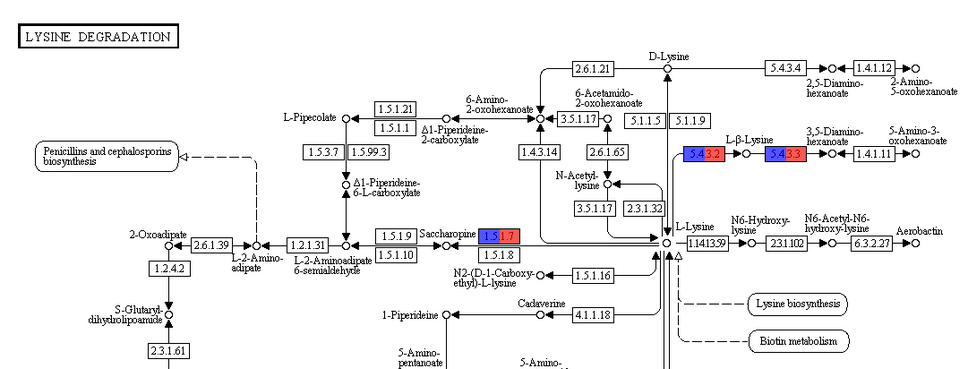 LYSINE DEGRADATION
D-Lysine
2.6.1.21
5.4.3.4
1.4.1.12
2,5-Diamino-
hexanoate
2-Amino-
5-oxohexanoate
6-Amino-
2-oxohexanoate
6-Acetamido-
2-oxohexanoate
L-Pipecolate
1.5.1.21
1.5.1.1
Δ1-Piperideine-
2-carboxylate
3.5.1.17
5.1.1.5
5.1.1.9
L-β-Lysine
3,5-Diamino-
hexanoate
5-Amino-3-
oxohexanoate
Penicillins and cephalosporins
biosynthesis
1.5.3.7
1.5.99.3
1.4.3.14
2.6.1.65
5.4.3.2
5.4.3.3
1.4.1.11
Δ1-Piperideine-
6-L-carboxylate
N-Acetyl-
lysine
3.5.1.17
2.3.1.32
2-Oxoadipate
2.6.1.39
L-2-Amino-
adipate
1.2.1.31
L-2-Aminoadipate
6-semialdehyde
1.5.1.9
1.5.1.10
Saccharopine
1.5.1.7
1.5.1.8
L-Lysine
1.14.13.59
N6-Hydroxy-
lysine
2.3.1.102
N6-Acetyl-N6-
hydroxy-lysine
6.3.2.27
Aerobactin
1.2.4.2
N2-(D-1-Carboxy-
ethyl)-L-lysine
1.5.1.16
S-Glutaryl-
dihydrolipoamide
1-Piperideine
Cadaverine
4.1.1.18
Lysine biosynthesis
Biotin metabolism
2.3.1.61
5-Amino-
pentanoate
5-Amino-